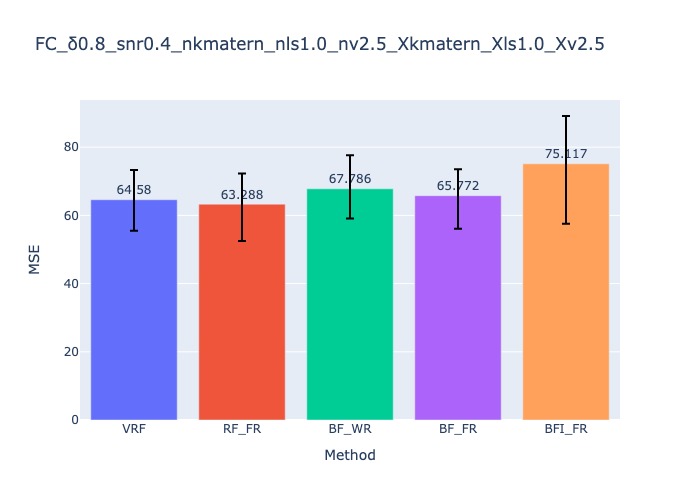 FC_δ0.8_snr0.4_nkmatern_nls1.0_nv2.5_Xkmatern_Xls1.0_Xv2.5
80
60
40
20
0
MSE
64.58
63.288
67.786
65.772
75.117
VRF
RF_FR
BF_WR
BF_FR
BFI_FR
Method